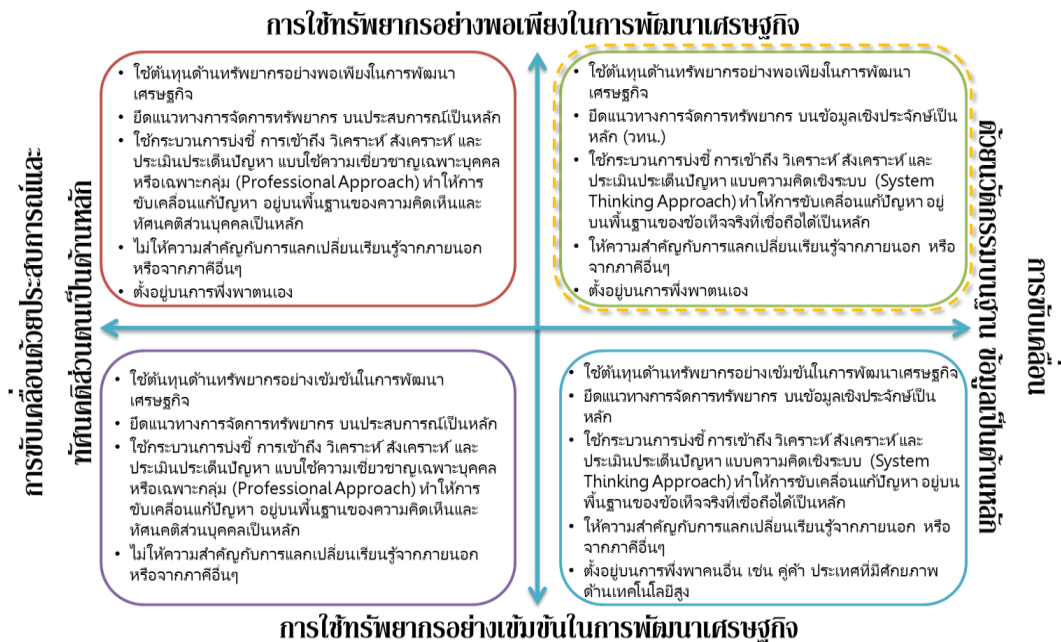 การใช้ทรัพยากรอย่างพอเพียงในการพัฒนาเศรษฐกิจ
การขับเคลื่อนด้วยประสบการณ์และ
ทัศนคติส่วนตนเป็นด้านหลัก
• ใช้ต้นทุนด้านทรัพยากรอย่างพอเพียงในการพัฒนา
เศรษฐกิจ
• ยึดแนวทางการจัดการทรัพยากร บนประสบการณ์เป็นหลัก
• ใช้กระบวนการบ่งชี้ การเข้าถึง วิเคราะห์ สังเคราะห์ และ
ประเมินประเด็นปัญหา แบบใช้ความเชี่ยวชาญเฉพาะบุคคล
หรือเฉพาะกลุ่ม (Professional Approach) ทำให้การ
ขับเคลื่อนแก้ปัญหา อยู่บนพื้นฐานของความคิดเห็นและ
ทัศนคติส่วนบุคคลเป็นหลัก
• ไม่ให้ความสำคัญกับการแลกเปลี่ยนเรียนรู้จากภายนอก
หรือจากภาคีอื่นๆ
• ตั้งอยู่บนการพึ่งพาตนเอง
• ใช้ต้นทุนด้านทรัพยากรอย่างพอเพียงในการพัฒนา
เศรษฐกิจ
• ยึดแนวทางการจัดการทรัพยากร บนข้อมูลเชิงประจักษ์เป็น
หลัก (วทน.)
• ใช้กระบวนการบ่งชี้ การเข้าถึง วิเคราะห์ สังเคราะห์ และ
ประเมินประเด็นปัญหา แบบความคิดเชิงระบบ (System
Thinking Approach) ทำให้การขับเคลื่อนแก้ปัญหา อยู่
บนพื้นฐานของข้อเท็จจริงที่เชื่อถือได้เป็นหลัก
• ให้ความสำคัญกับการแลกเปลี่ยนเรียนรู้จากภายนอก หรือ
จากภาคีอื่นๆ
• ตั้งอยู่บนการพึ่งพาตนเอง
การขับเคลื่อน
ด้วยนวัตกรรมบนฐาน ข้อมูลเป็นด้านหลัก
• ใช้ต้นทุนด้านทรัพยากรอย่างเข้มข้นในการพัฒนา
เศรษฐกิจ
• ยึดแนวทางการจัดการทรัพยากร บนประสบการณ์เป็นหลัก
• ใช้กระบวนการบ่งชี้ การเข้าถึง วิเคราะห์ สังเคราะห์ และ
ประเมินประเด็นปัญหา แบบใช้ความเชี่ยวชาญเฉพาะบุคคล
หรือเฉพาะกลุ่ม (Professional Approach) ทำให้การ
ขับเคลื่อนแก้ปัญหา อยู่บนพื้นฐานของความคิดเห็นและ
ทัศนคติส่วนบุคคลเป็นหลัก
• ไม่ให้ความสำคัญกับการแลกเปลี่ยนเรียนรู้จากภายนอก
หรือจากภาคีอื่นๆ
• ใช้ต้นทุนด้านทรัพยากรอย่างเข้มข้นในการพัฒนาเศรษฐกิจ
• ยึดแนวทางการจัดการทรัพยากร บนข้อมูลเชิงประจักษ์เป็น
หลัก
• ใช้กระบวนการบ่งชี้ การเข้าถึง วิเคราะห์ สังเคราะห์ และ
ประเมินประเด็นปัญหา แบบความคิดเชิงระบบ (System
Thinking Approach) ทำให้การขับเคลื่อนแก้ปัญหา อยู่บน
พื้นฐานของข้อเท็จจริงที่เชื่อถือได้เป็นหลัก
• ให้ความสำคัญกับการแลกเปลี่ยนเรียนรู้จากภายนอก หรือ
จากภาคีอื่นๆ
• ตั้งอยู่บนการพึ่งพาคนอื่น เช่น คู่ค้า ประเทศที่มีศักยภาพ
ด้านเทคโนโลยีสูง
การใช้ทรัพยากรอย่างเข้มข้นในการพัฒนาเศรษฐกิจ